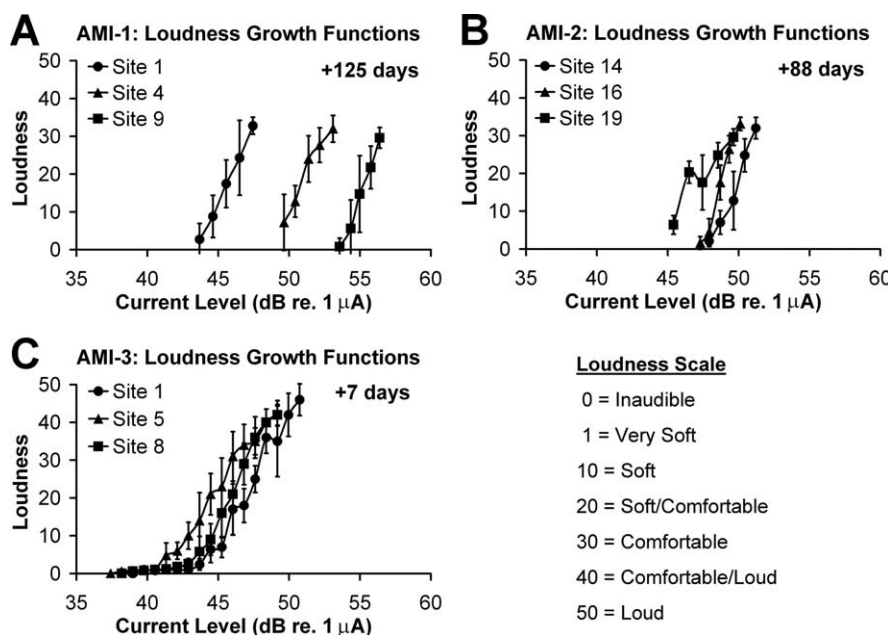 A
AMI-1: Loudness Growth Functions
+125 days
Site 1
Site 4
Site 9
Loudness
50
40
30
20
10
0
35 40 45 50 55 60
Current Level (dB re. 1 µA)
B
AMI-2: Loudness Growth Functions
+88 days
Site 14
Site 16
Site 19
Loudness
50
40
30
20
10
0
35 40 45 50 55 60
Current Level (dB re. 1 µA)
C
AMI-3: Loudness Growth Functions
+7 days
Site 1
Site 5
Site 8
Loudness
50
40
30
20
10
0
35 40 45 50 55 60
Current Level (dB re. 1 µA)
Loudness Scale
0 = Inaudible
1 = Very Soft
10 = Soft
20 = Soft/Comfortable
30 = Comfortable
40 = Comfortable/Loud
50 = Loud